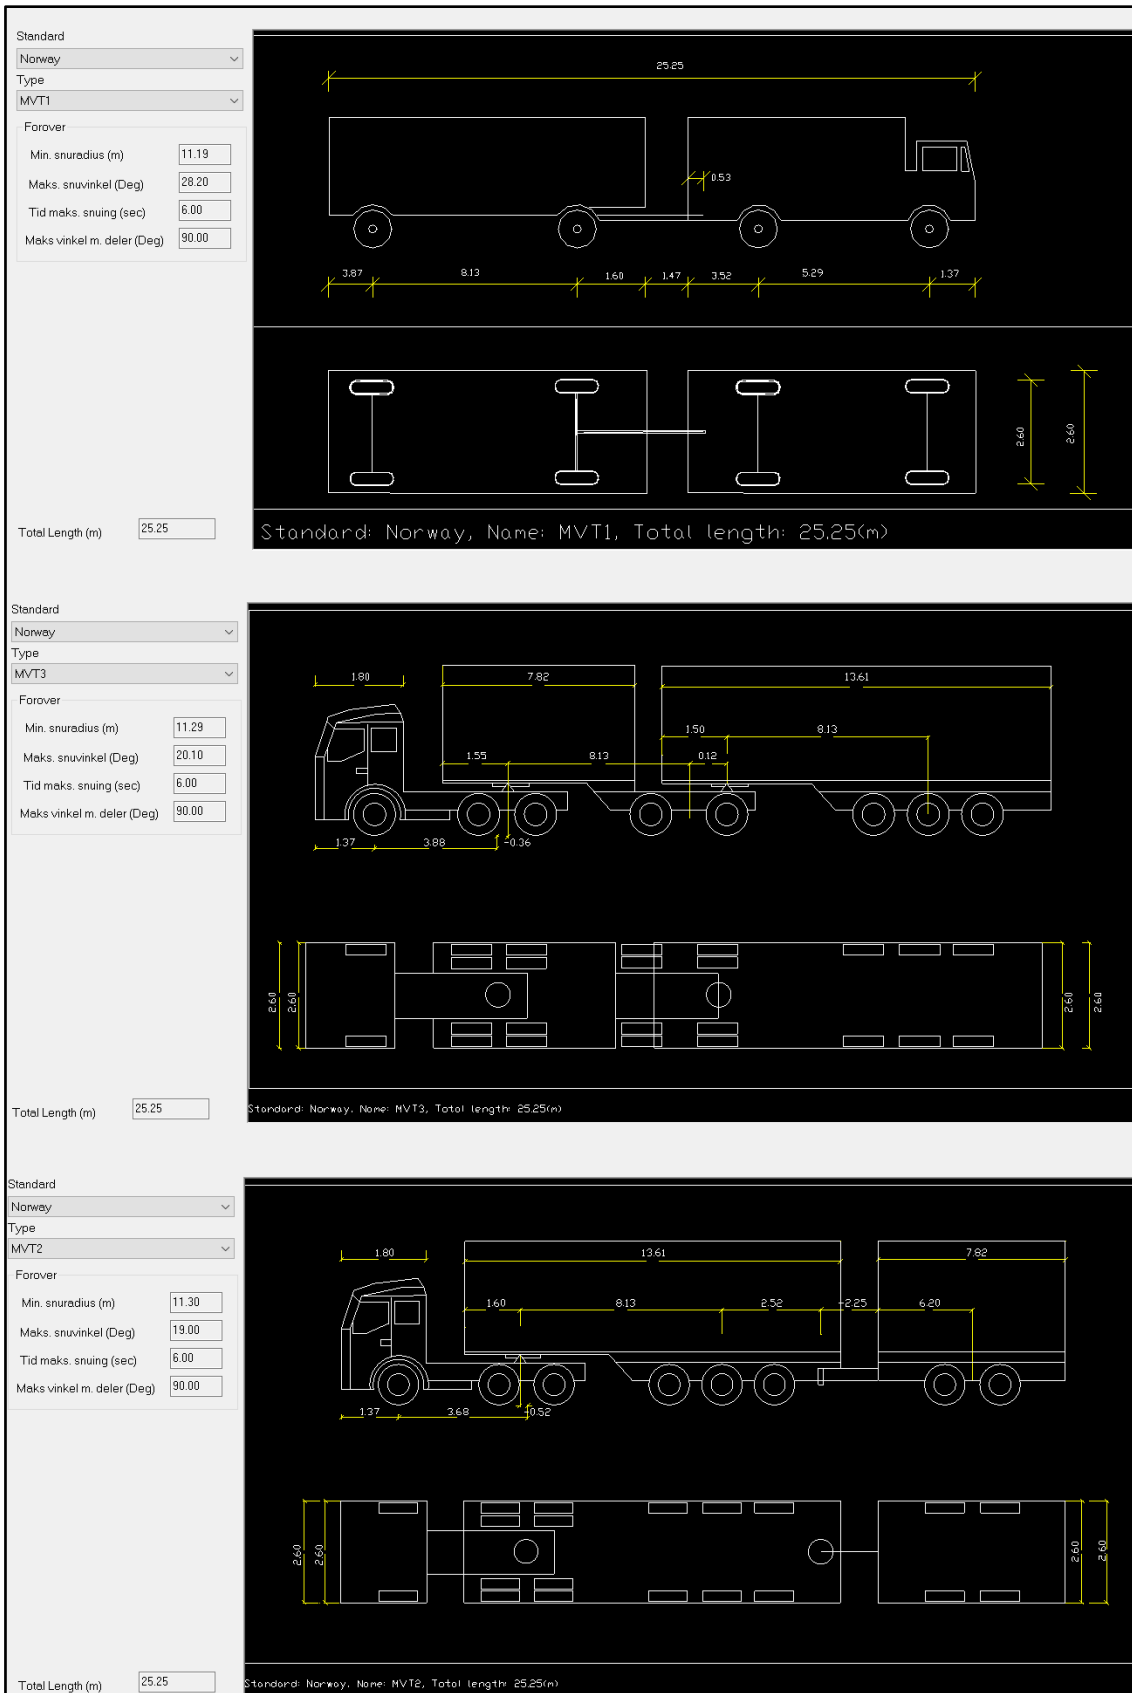 Standard
Norway
Type
MVT1
Forover
Min. snuradius (m) 11.19
Maks. snuvinkel (Deg) 28.20
Tid maks. snuing (sec) 6.00
Maks vinkel m. deler (Deg) 90.00
Total Length (m) 25.25
25.25
0.53
3.87 8.13 1.60 1.47 3.52 5.29 1.37
2.60 2.60
Standard: Norway, Name: MVT1, Total length: 25.25(m)
Standard
Norway
Type
MVT3
Forover
Min. snuradius (m) 11.29
Maks. snuvinkel (Deg) 20.10
Tid maks. snuing (sec) 6.00
Maks vinkel m. deler (Deg) 90.00
Total Length (m) 25.25
1.80 7.82 13.61
1.50 8.13
1.55 8.13 0.12
1.37 3.88 -0.36
2.60 2.60 2.60 2.60
Standard: Norway, Name: MVT3, Total length: 25.25(m)
Standard
Norway
Type
MVT2
Forover
Min. snuradius (m) 11.30
Maks. snuvinkel (Deg) 19.00
Tid maks. snuing (sec) 6.00
Maks vinkel m. deler (Deg) 90.00
Total Length (m) 25.25
1.80 13.61 7.82
1.60 8.13 2.52 -2.25 6.20
1.37 3.68 -0.52
2.60 2.60 2.60 2.60
Standard: Norway, Name: MVT2, Total length: 25.25(m)